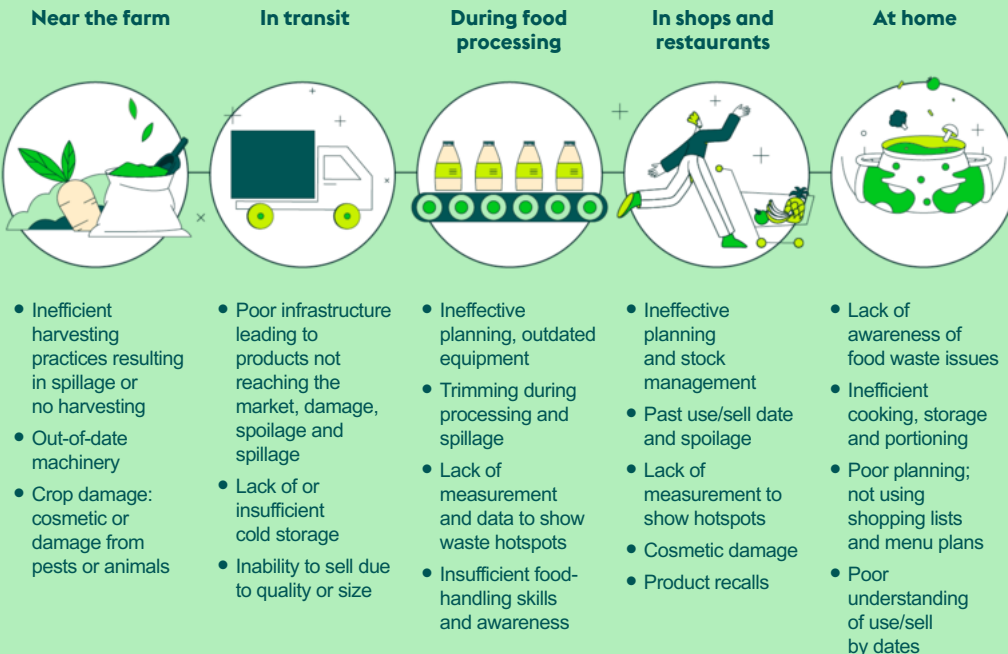 Near the farm
Inefficient
harvesting
practices resulting
in spillage or
no harvesting
Out-of-date
machinery
Crop damage:
cosmetic or
damage from
pests or animals
In transit
Poor infrastructure
leading to
products not
reaching the
market, damage,
spoilage and
spillage
Lack of or
insufficient
cold storage
Inability to sell due
to quality or size
During food
processing
Ineffective
planning, outdated
equipment
Trimming during
processing and
spillage
Lack of
measurement
and data to show
waste hotspots
Insufficient food-
handling skills
and awareness
In shops and
restaurants
Ineffective
planning
and stock
management
Past use/sell date
and spoilage
Lack of
measurement to
show hotspots
Cosmetic damage
Product recalls
At home
Lack of
awareness of
food waste issues
Inefficient
cooking, storage
and portioning
Poor planning;
not using
shopping lists
and menu plans
Poor
understanding
of use/sell
by dates